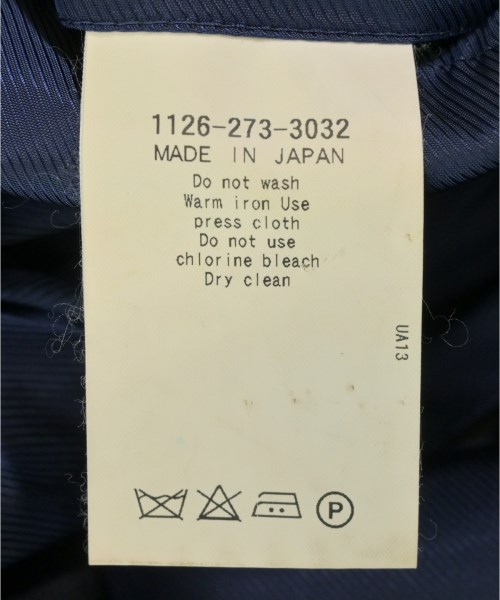 1126-273-3032
MADE IN JAPAN
Do not wash
Warm iron Use
press cloth
Do not use
chlorine bleach
Dry clean
UA13
P